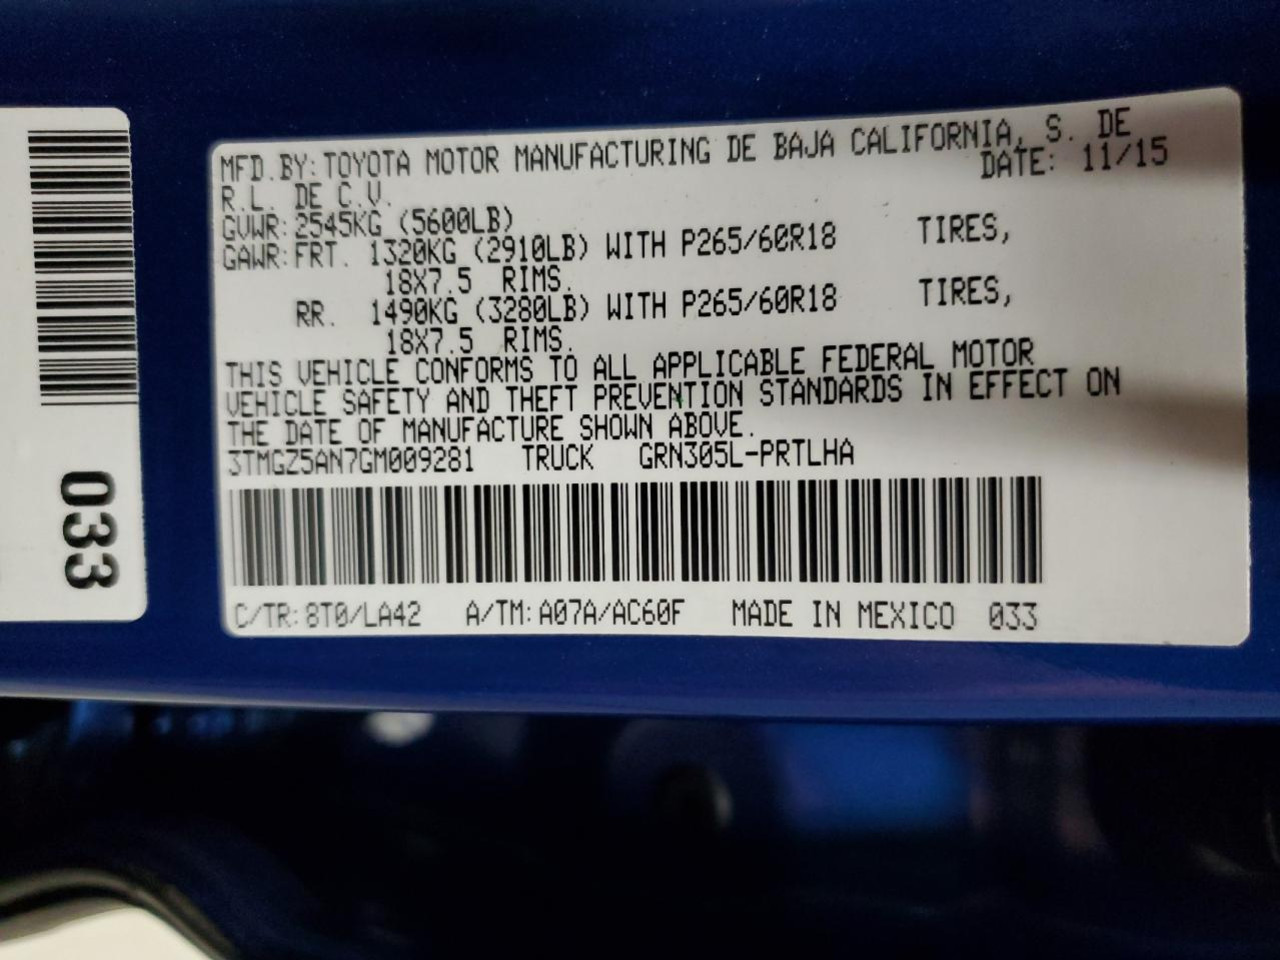 033
MFD.BY:TOYOTA MOTOR MANUFACTURING DE BAJA CALIFORNIA, S. DE
R.L. DE C.V. DATE: 11/15
GVWR:2545KG (5600LB)
GAWR:FRT. 1320KG (2910LB) WITH P265/60R18 TIRES,
18X7.5 RIMS.
RR. 1490KG (3280LB) WITH P265/60R18 TIRES,
18X7.5 RIMS.
THIS VEHICLE CONFORMS TO ALL APPLICABLE FEDERAL MOTOR
VEHICLE SAFETY AND THEFT PREVENTION STANDARDS IN EFFECT ON
THE DATE OF MANUFACTURE SHOWN ABOVE.
3TMGZ5AN7GM009281 TRUCK GRN305L-PRTLHA
C/TR:8T0/LA42 A/TM:A07A/AC60F MADE IN MEXICO 033